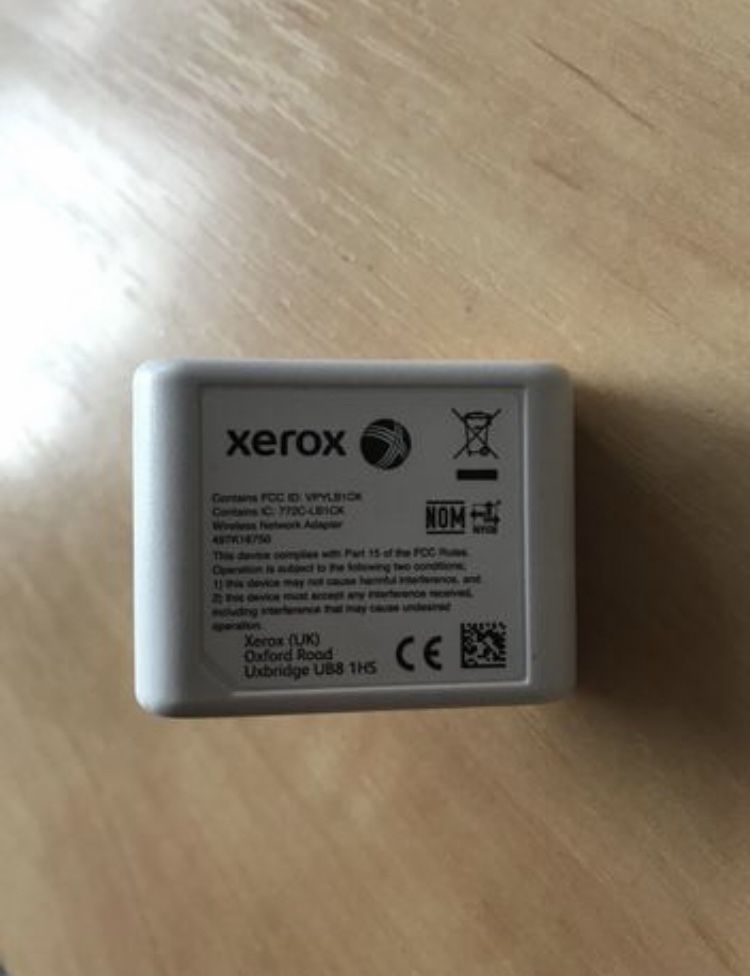 xerox
Contains FCC ID: VPYLB1CK
Contains IC: 772C-LB1CK
Wireless Network Adapter
497K16750
NOM
NYCE
This device complies with Part 15 of the FCC Rules.
Operation is subject to the following two conditions;
1) this device may not cause harmful interference, and
2) this device must accept any interference received,
including interference that may cause undesired
operation.
Xerox (UK)
Oxford Road
Uxbridge UB8 1HS
CE